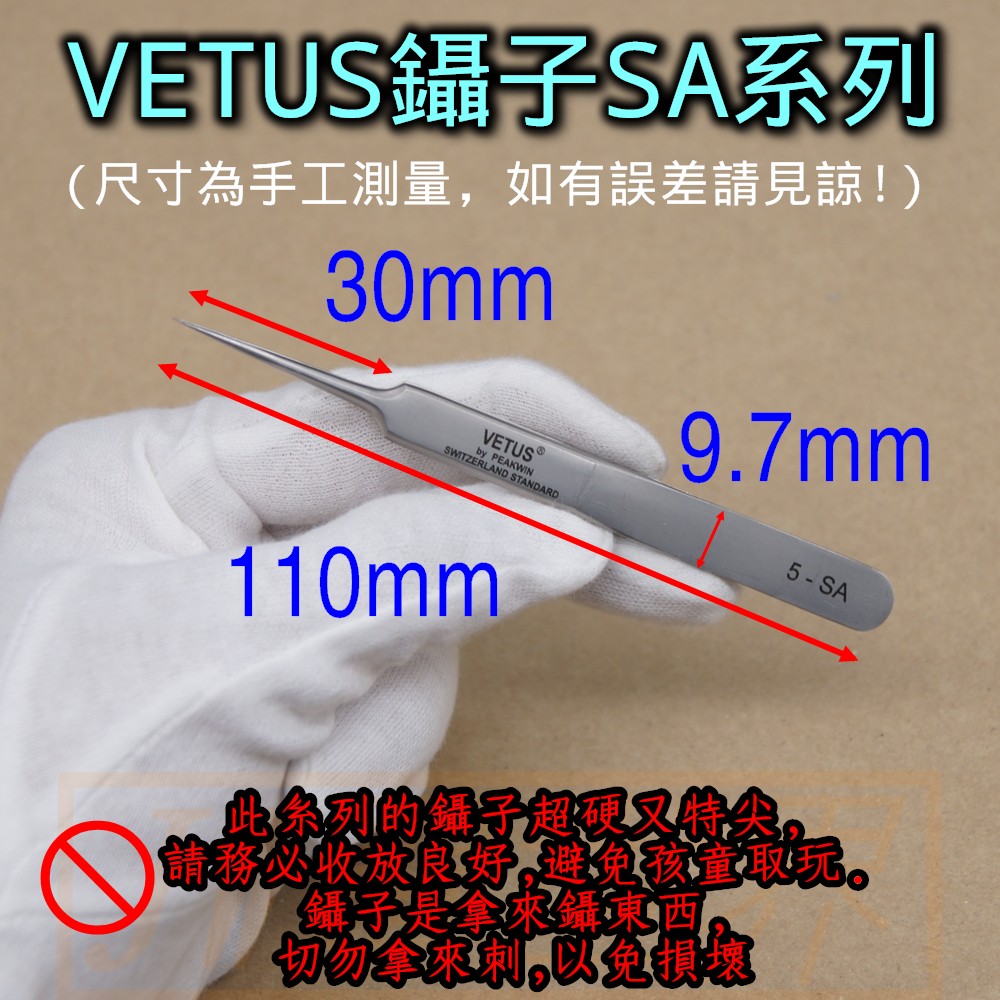 VETUS鑷子SA系列
(尺寸為手工測量, 如有誤差請見諒!)
30mm
9.7mm
VETUS®
by PEAKWIN
SWITZERLAND STANDARD
5-SA
110mm
此系列的鑷子超硬又特尖,
請務必收放良好,避免孩童取玩。
鑷子是拿來鑷東西,
切勿拿來刺,以免損壞